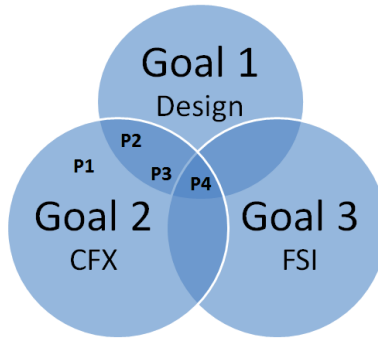 Goal 1
Design
P2
P1
P3
P4
Goal 2
CFX
Goal 3
FSI